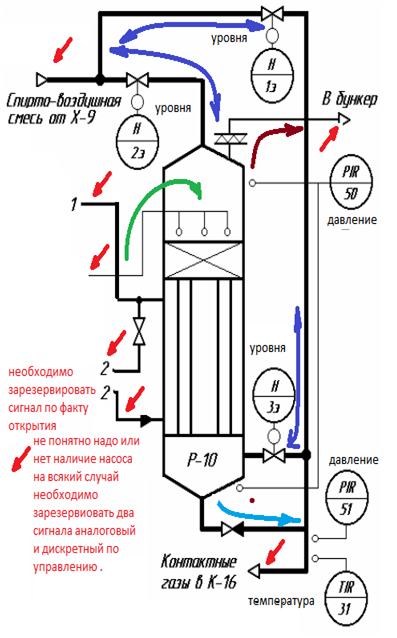 уровня
Н
1э
Спирто-воздушная
смесь от Х-9
уровня
Н
2э
В бункер
PIR
50
давление
1
2
2
необходимо
зарезервировать
сигнал по факту
открытия
не понятно надо или
нет наличие насоса
на всякий случай
необходимо
зарезервиовать два
сигнала аналоговый
и дискретный по
управлению .
уровня
Н
3э
Р-10
давление
PIR
51
Контактные
газы в К-16
температура
TIR
31